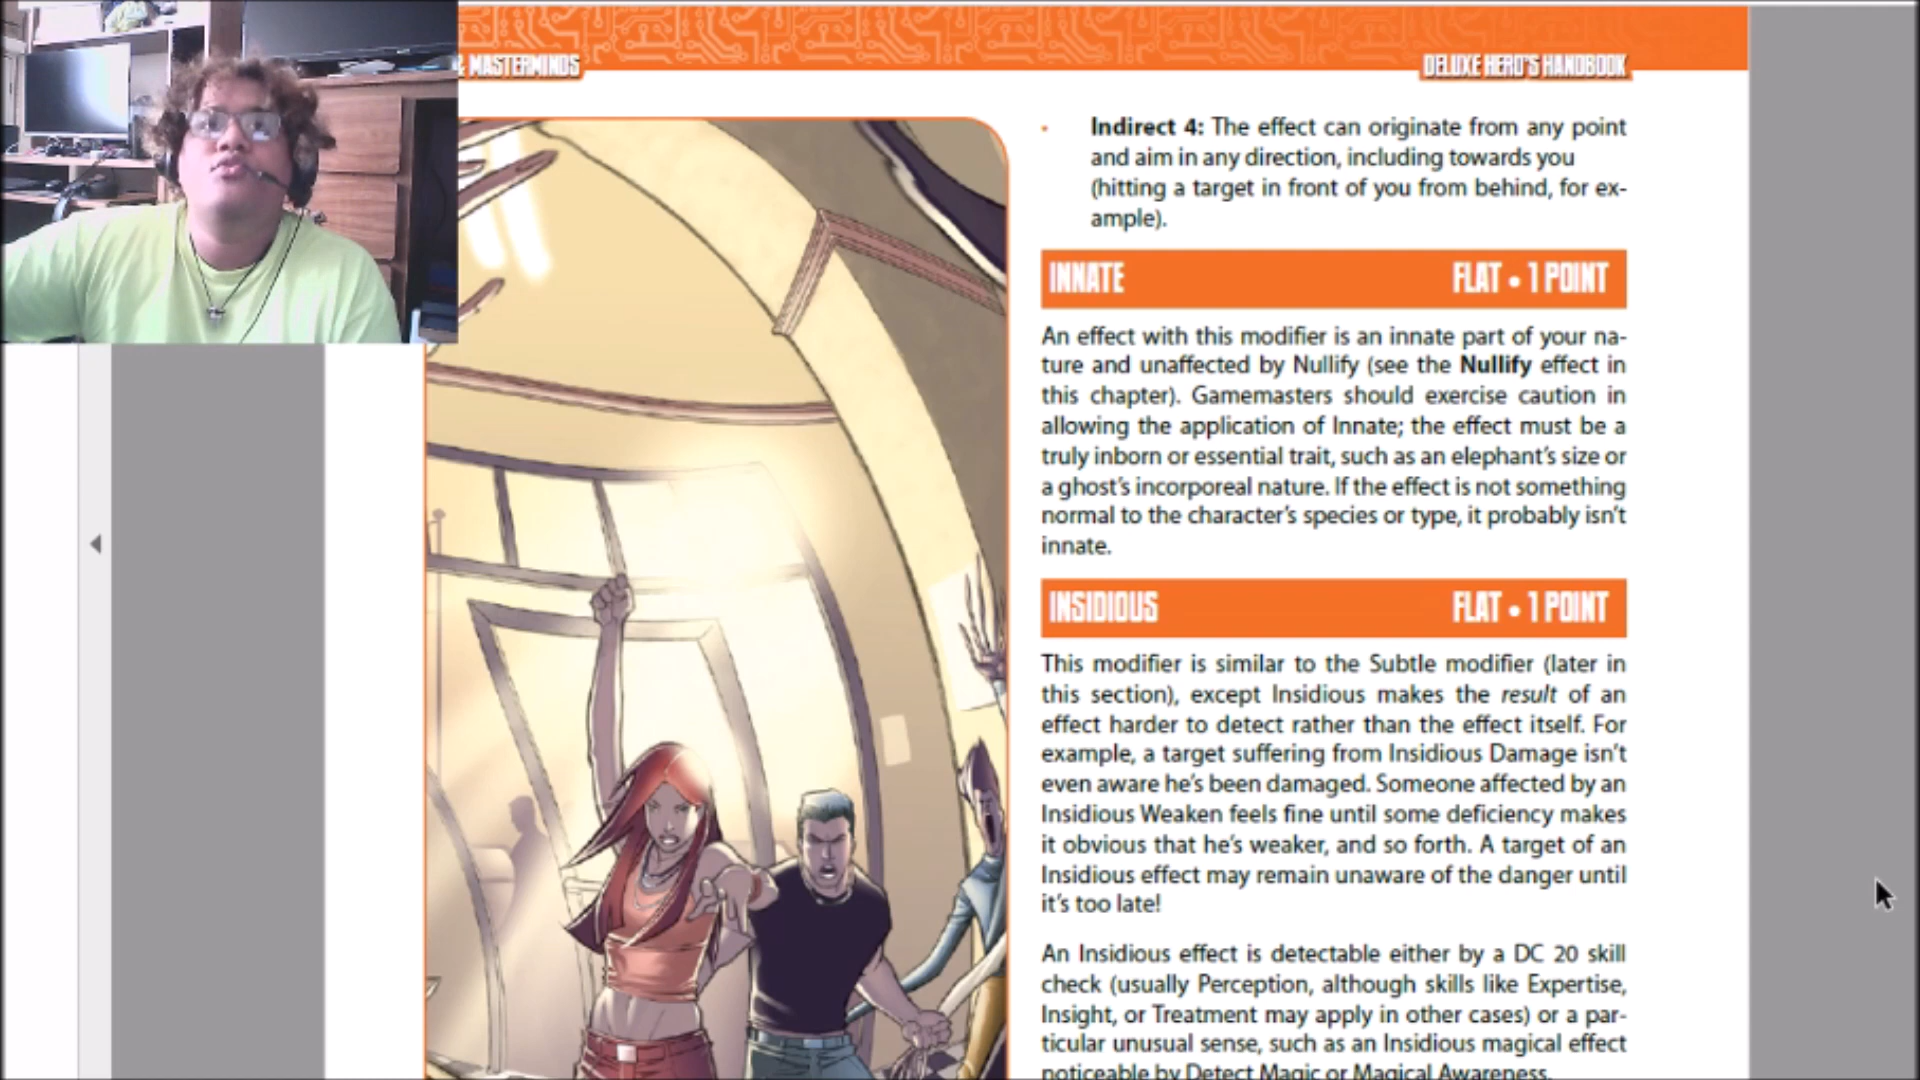 & MASTERMINDS
DELUXE HERO'S HANDBOOK
• Indirect 4: The effect can originate from any point
and aim in any direction, including towards you
(hitting a target in front of you from behind, for ex-
ample).
INNATE FLAT • 1 POINT
An effect with this modifier is an innate part of your na-
ture and unaffected by Nullify (see the Nullify effect in
this chapter). Gamemasters should exercise caution in
allowing the application of Innate; the effect must be a
truly inborn or essential trait, such as an elephant's size or
a ghost's incorporeal nature. If the effect is not something
normal to the character's species or type, it probably isn't
innate.
INSIDIOUS FLAT • 1 POINT
This modifier is similar to the Subtle modifier (later in
this section), except Insidious makes the result of an
effect harder to detect rather than the effect itself. For
example, a target suffering from Insidious Damage isn't
even aware he's been damaged. Someone affected by an
Insidious Weaken feels fine until some deficiency makes
it obvious that he's weaker, and so forth. A target of an
Insidious effect may remain unaware of the danger until
it's too late!
An Insidious effect is detectable either by a DC 20 skill
check (usually Perception, although skills like Expertise,
Insight, or Treatment may apply in other cases) or a par-
ticular unusual sense, such as an Insidious magical effect
noticeable by Detect Magic or Magical Awareness.